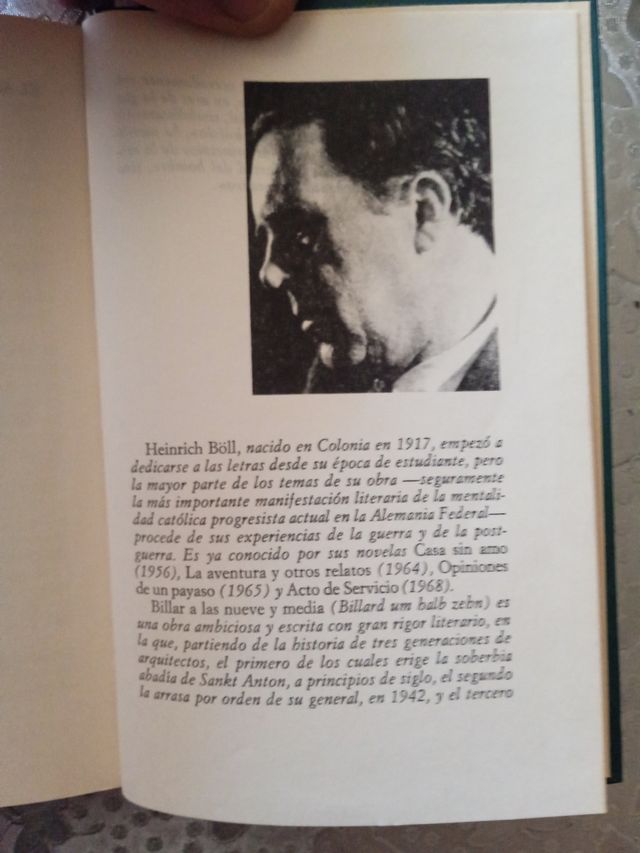 Heinrich Böll, nacido en Colonia en 1917, empezó a
dedicarse a las letras desde su época de estudiante, pero
la mayor parte de los temas de su obra —seguramente
la más importante manifestación literaria de la mentali-
dad católica progresista actual en la Alemania Federal—
procede de sus experiencias de la guerra y de la post-
guerra. Es ya conocido por sus novelas Casa sin amo
(1956), La aventura y otros relatos (1964), Opiniones
de un payaso (1965) y Acto de Servicio (1968).
Billar a las nueve y media (Billard um halb zehn) es
una obra ambiciosa y escrita con gran rigor literario, en
la que, partiendo de la historia de tres generaciones de
arquitectos, el primero de los cuales erige la soberbia
abadía de Sankt Anton, a principios de siglo, el segundo
la arrasa por orden de su general, en 1942, y el tercero